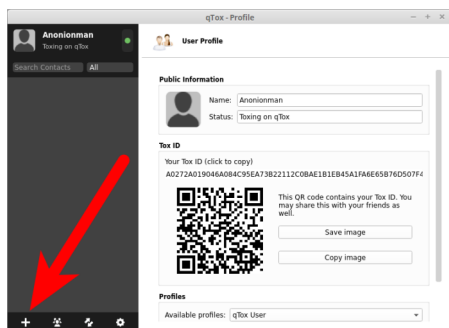 qTox - Profile
Anonionman
Toxing on qTox
Search Contacts
All
User Profile
Public Information
Name: Anonionman
Status: Toxing on qTox
Tox ID
Your Tox ID (click to copy)
A0272A019046A084C95EA73B22112C0BAE1B1EB45A1FA6E65B76D507F4
This QR code contains your Tox ID. You
may share this with your friends as
well.
Save image
Copy image
Profiles
Available profiles: qTox User